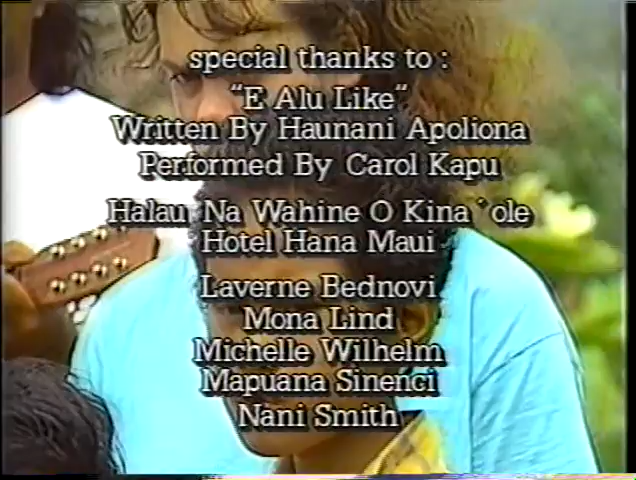 special thanks to :
"E Alu Like"
Written By Haunani Apoliona
Performed By Carol Kapu
Halau Na Wahine O Kina ´ole
Hotel Hana Maui
Laverne Bednovi
Mona Lind
Michelle Wilhelm
Mapuana Sinenci
Nani Smith